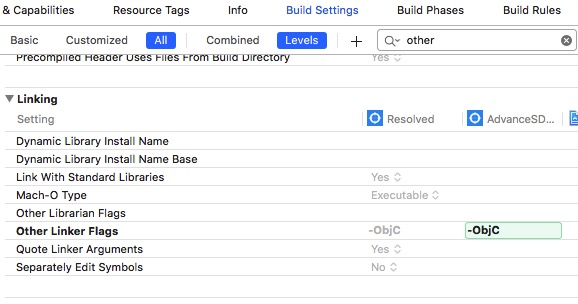 & Capabilities Resource Tags Info Build Settings Build Phases Build Rules
Basic Customized All Combined Levels + other
Precompiled Header Uses Files From Build Directory Yes
Linking
Setting Resolved AdvanceSD...
Dynamic Library Install Name
Dynamic Library Install Name Base
Link With Standard Libraries Yes
Mach-O Type Executable
Other Librarian Flags
Other Linker Flags -ObjC -ObjC
Quote Linker Arguments Yes
Separately Edit Symbols No